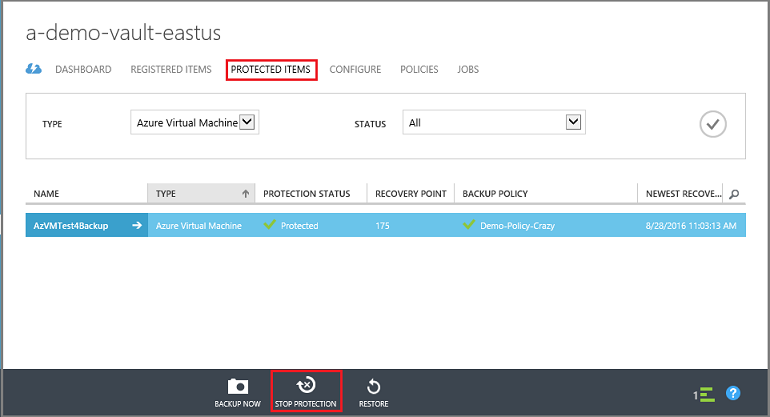 a-demo-vault-eastus
DASHBOARD REGISTERED ITEMS PROTECTED ITEMS CONFIGURE POLICIES JOBS
TYPE Azure Virtual Machine STATUS All
NAME TYPE PROTECTION STATUS RECOVERY POINT BACKUP POLICY NEWEST RECOVE...
AzVMTest4Backup Azure Virtual Machine Protected 175 Demo-Policy-Crazy 8/28/2016 11:03:13 AM
BACKUP NOW STOP PROTECTION RESTORE 1 ?